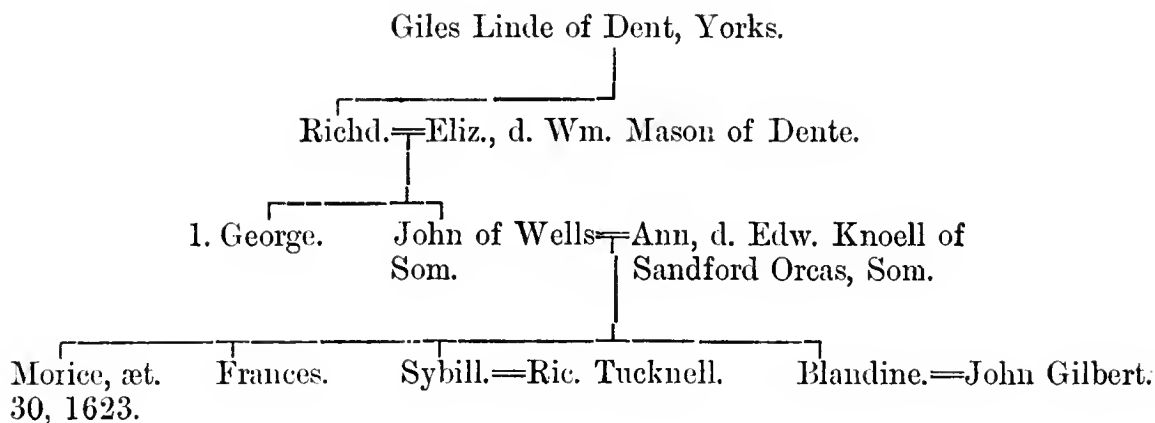 Giles Linde of Dent, Yorks.
Richd.=Eliz., d. Wm. Mason of Dente.
1. George. John of Wells=Ann, d. Edw. Knoell of
Som. Sandford Orcas, Som.
Morice, æt. Frances. Sybill.=Ric. Tucknell. Blandine.=John Gilbert.
30, 1623.